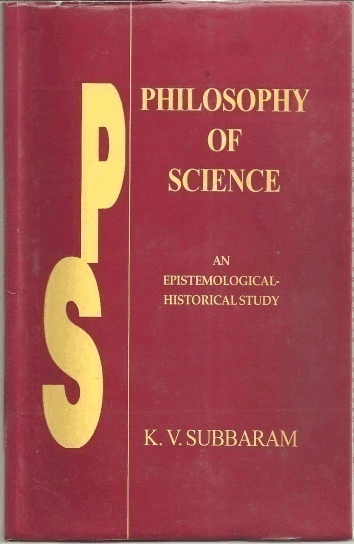 PS
PHILOSOPHY
OF
SCIENCE
AN
EPISTEMOLOGICAL-
HISTORICAL STUDY
K. V. SUBBARAM